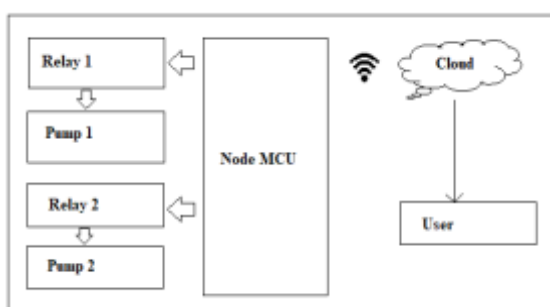 Relay 1
Pump 1
Relay 2
Pump 2
Node MCU
Cloud
User